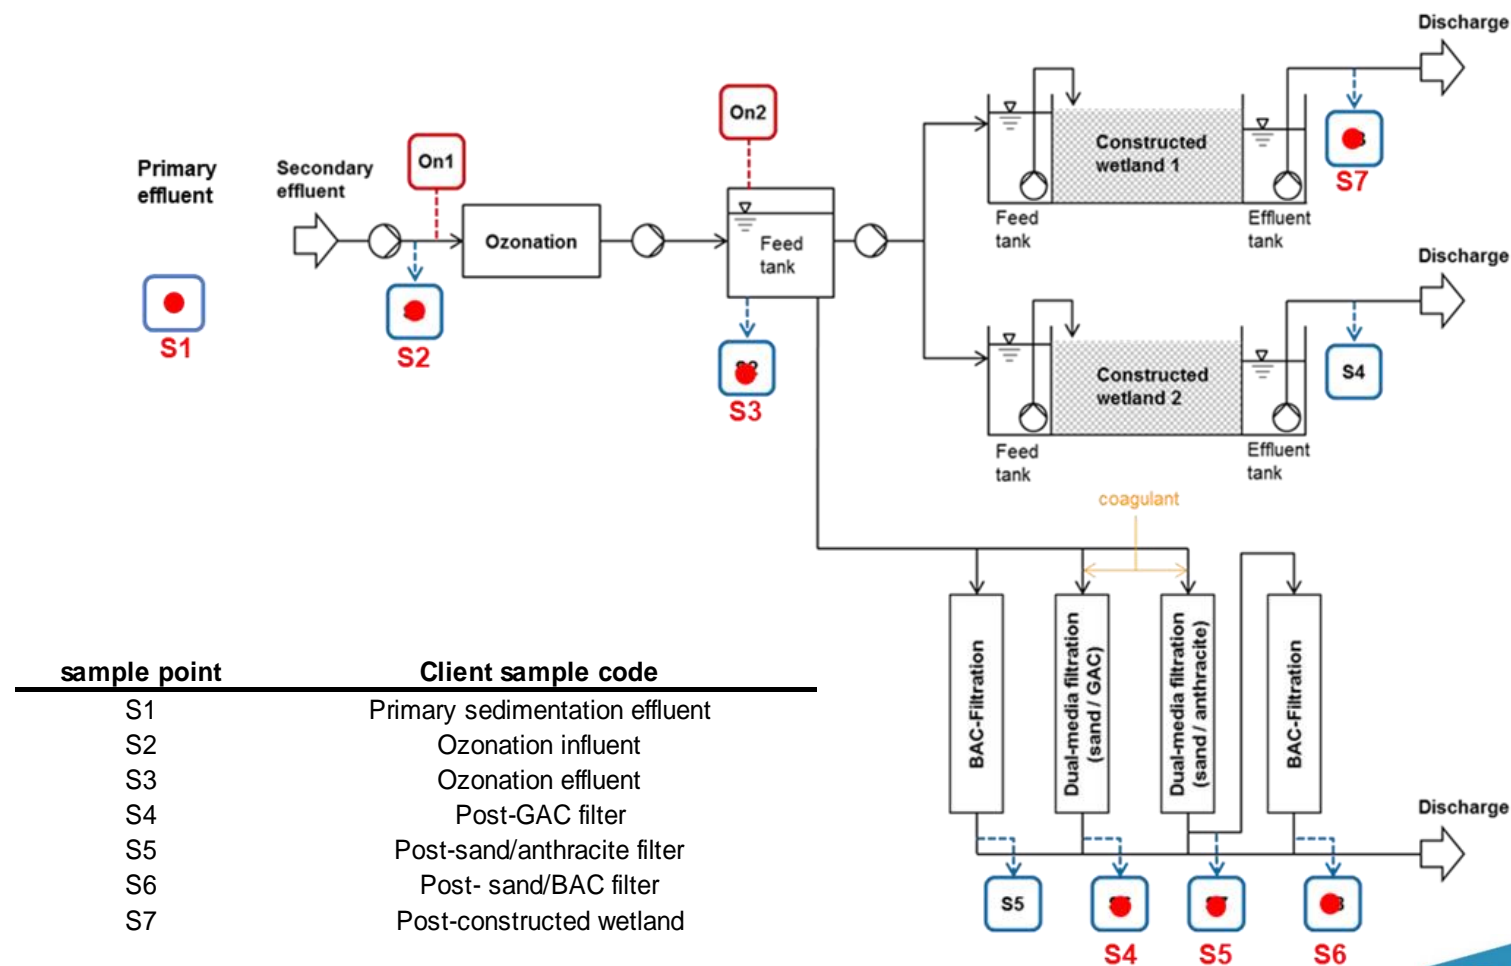 Discharge
On2
On1
Primary
effluent
Secondary
effluent
Constructed
wetland 1
S7
Ozonation
Feed
tank
Feed
tank
Effluent
tank
Discharge
S1
S2
S3
Constructed
wetland 2
S4
Feed
tank
Effluent
tank
coagulant
BAC-Filtration
Dual-media filtration
(sand / GAC)
Dual-media filtration
(sand / anthracite)
BAC-Filtration
Discharge
S5
S4
S5
S6
sample point Client sample code
S1 Primary sedimentation effluent
S2 Ozonation influent
S3 Ozonation effluent
S4 Post-GAC filter
S5 Post-sand/anthracite filter
S6 Post- sand/BAC filter
S7 Post-constructed wetland